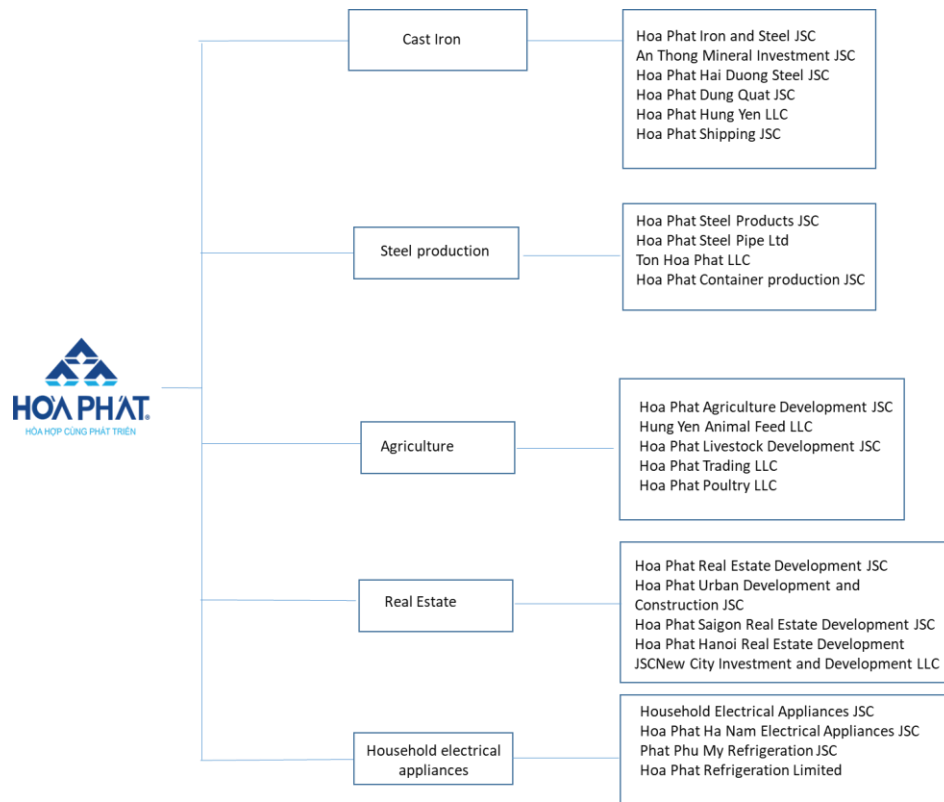 Cast Iron
Hoa Phat Iron and Steel JSC
An Thong Mineral Investment JSC
Hoa Phat Hai Duong Steel JSC
Hoa Phat Dung Quat JSC
Hoa Phat Hung Yen LLC
Hoa Phat Shipping JSC
Steel production
Hoa Phat Steel Products JSC
Hoa Phat Steel Pipe Ltd
Ton Hoa Phat LLC
Hoa Phat Container production JSC
HÒA PHÁT®
HÒA HỢP CÙNG PHÁT TRIỂN
Agriculture
Hoa Phat Agriculture Development JSC
Hung Yen Animal Feed LLC
Hoa Phat Livestock Development JSC
Hoa Phat Trading LLC
Hoa Phat Poultry LLC
Real Estate
Hoa Phat Real Estate Development JSC
Hoa Phat Urban Development and
Construction JSC
Hoa Phat Saigon Real Estate Development JSC
Hoa Phat Hanoi Real Estate Development
JSCNew City Investment and Development LLC
Household electrical
appliances
Household Electrical Appliances JSC
Hoa Phat Ha Nam Electrical Appliances JSC
Phat Phu My Refrigeration JSC
Hoa Phat Refrigeration Limited